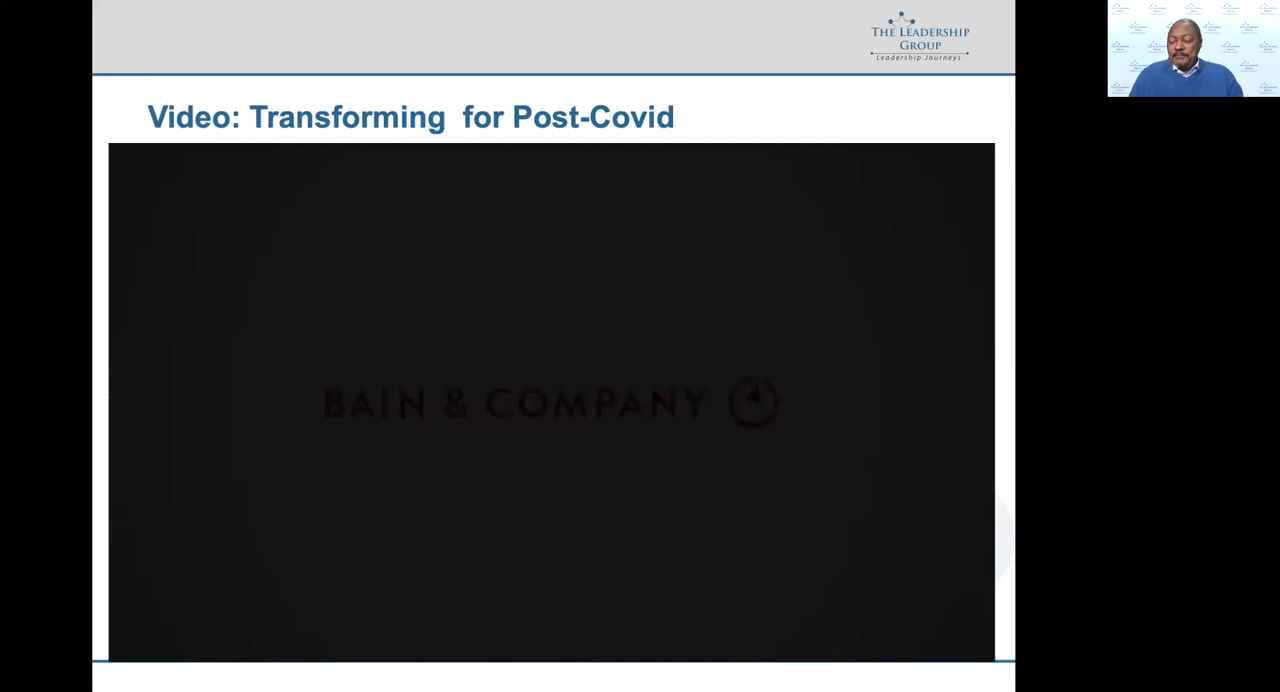 THE LEADERSHIP
GROUP
Leadership Journeys
Video: Transforming  for Post-Covid
BAIN & COMPANY